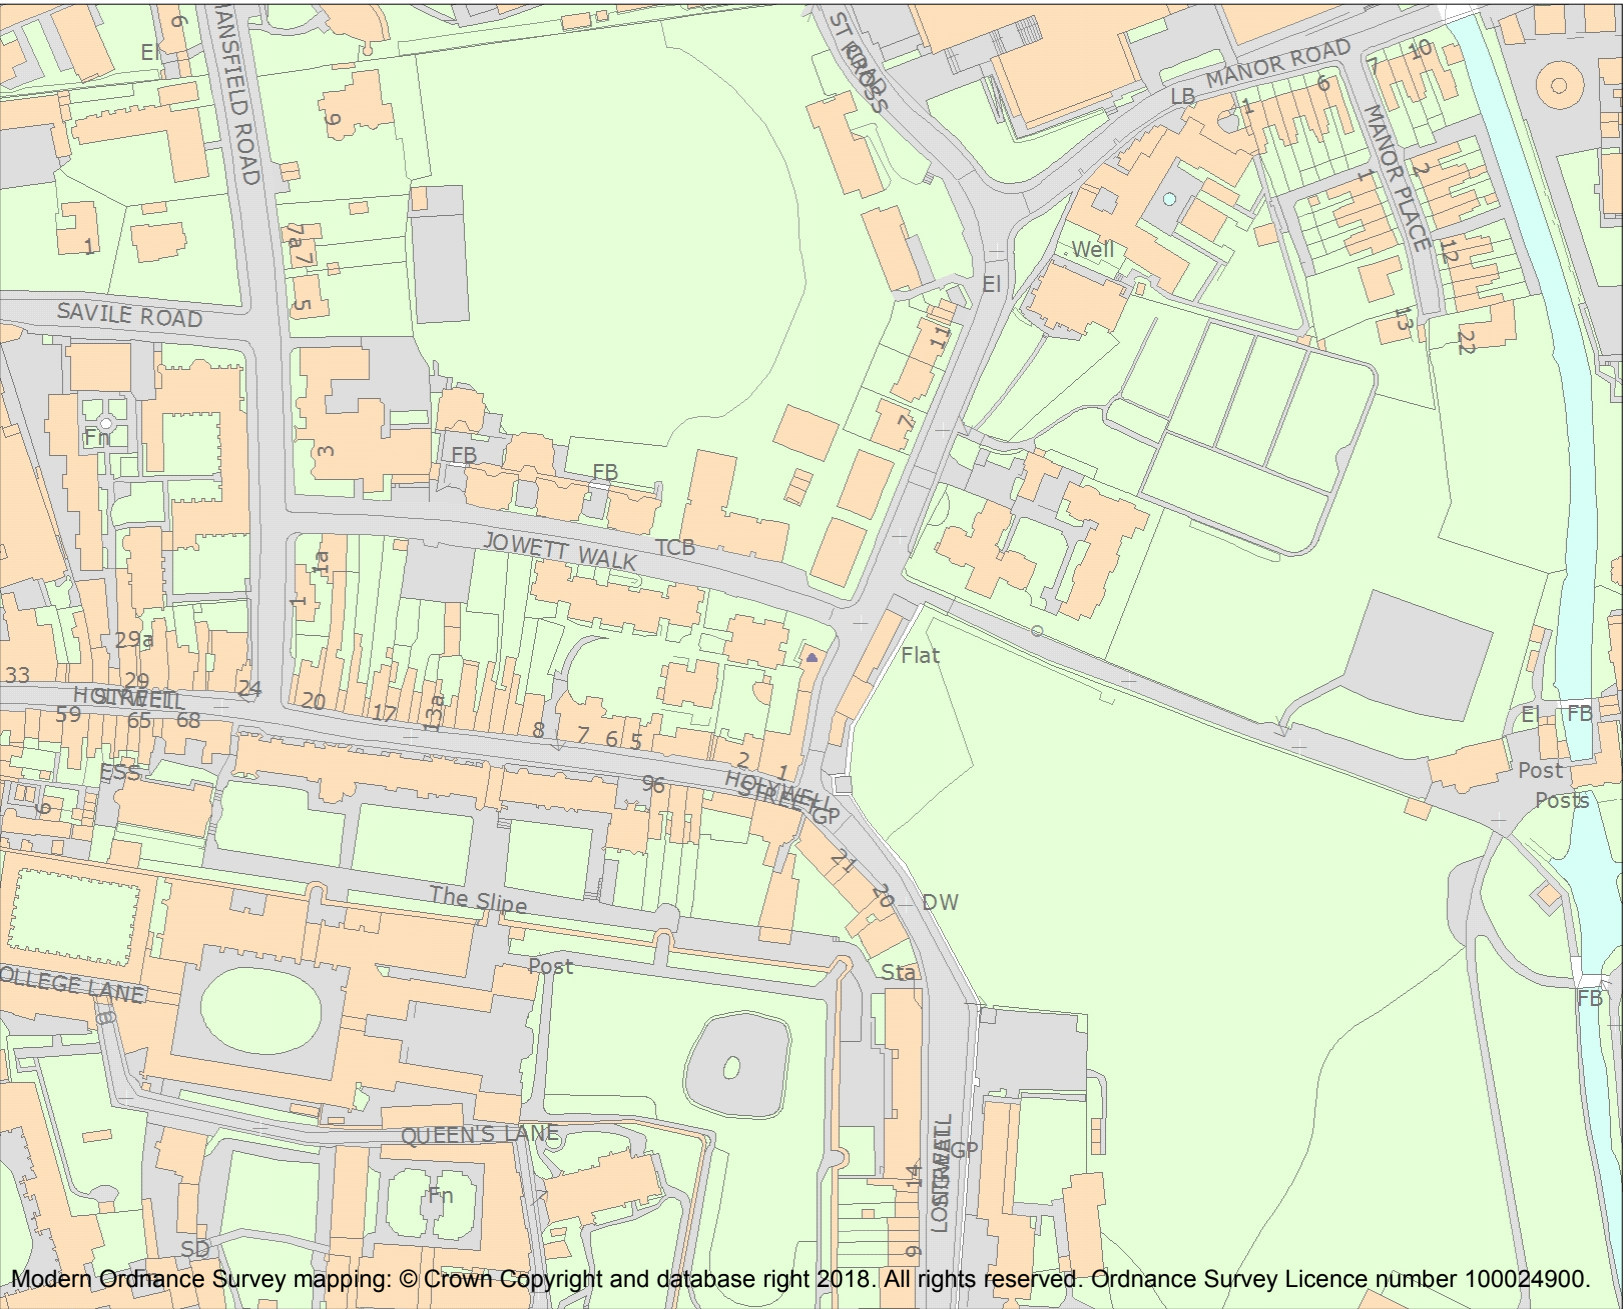 6
El
MANSFIELD ROAD
9
ST CROSS
ROAD
MANOR ROAD
LB
1
6
7
10
MANOR PLACE
1
2
12
13
22
1
7a
7
5
SAVILE ROAD
Well
El
11
7
Fn
3
FB
FB
JOWETT WALK
TCB
1a
1
29a
33
29
24
HOLYWELL
STREET
59
65
68
20
17
13a
8
7
6
5
2
1
96
HOLYWELL
STREET
GP
Flat
El
FB
Post
Posts
ESS
6
21
20
DW
The Slipe
Post
Sta
COLLEGE LANE
FB
QUEEN'S LANE
Fn
SD
LONGWALL
STREET
GP
14
9
Modern Ordnance Survey mapping: © Crown Copyright and database right 2018. All rights reserved. Ordnance Survey Licence number 100024900.